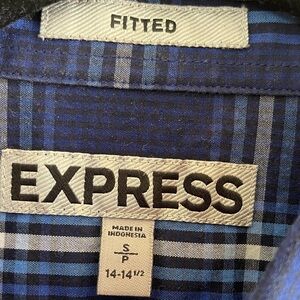 FITTED
EXPRESS
MADE IN
INDONESIA
S
P
14-14 1/2